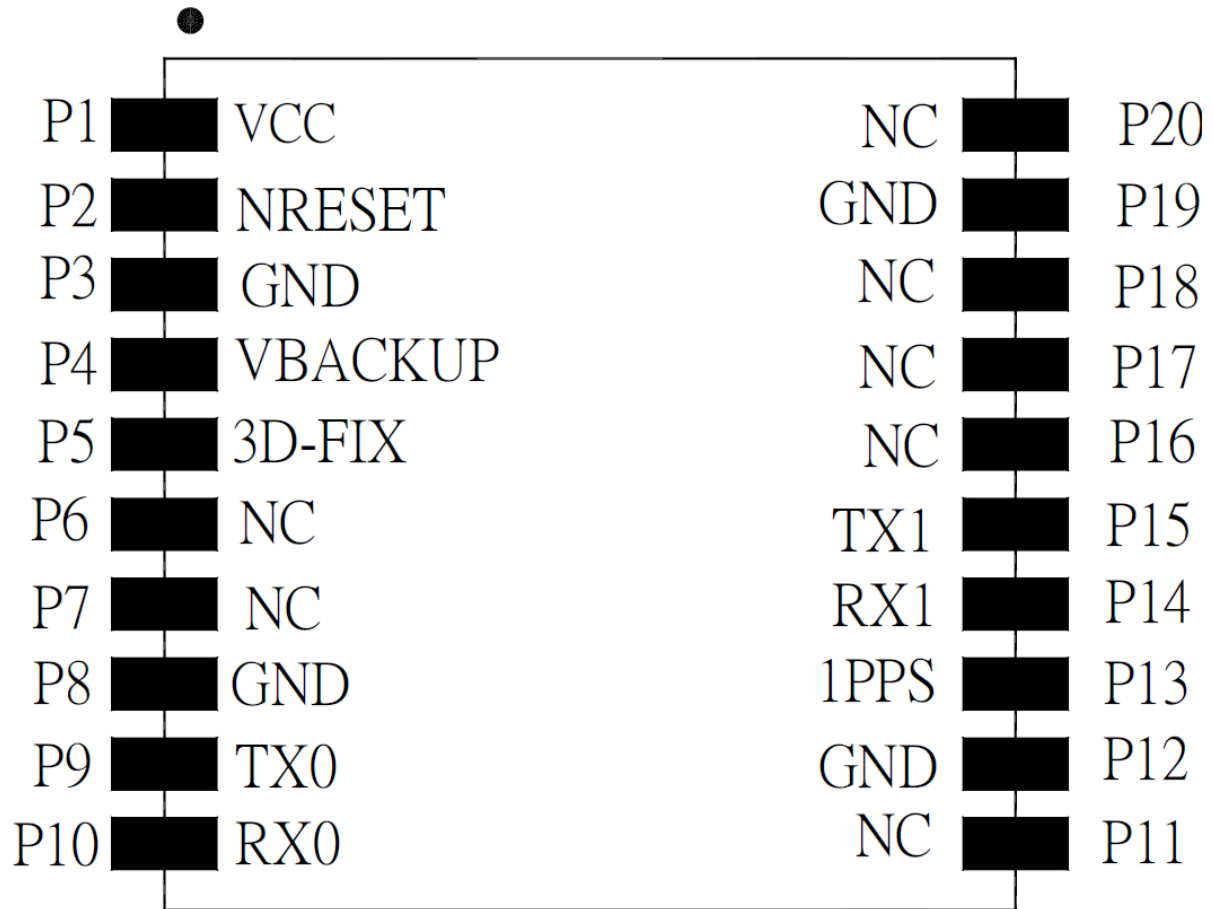 P1 VCC NC P20
P2 NRESET GND P19
P3 GND NC P18
P4 VBACKUP NC P17
P5 3D-FIX NC P16
P6 NC TX1 P15
P7 NC RX1 P14
P8 GND 1PPS P13
P9 TX0 GND P12
P10 RX0 NC P11